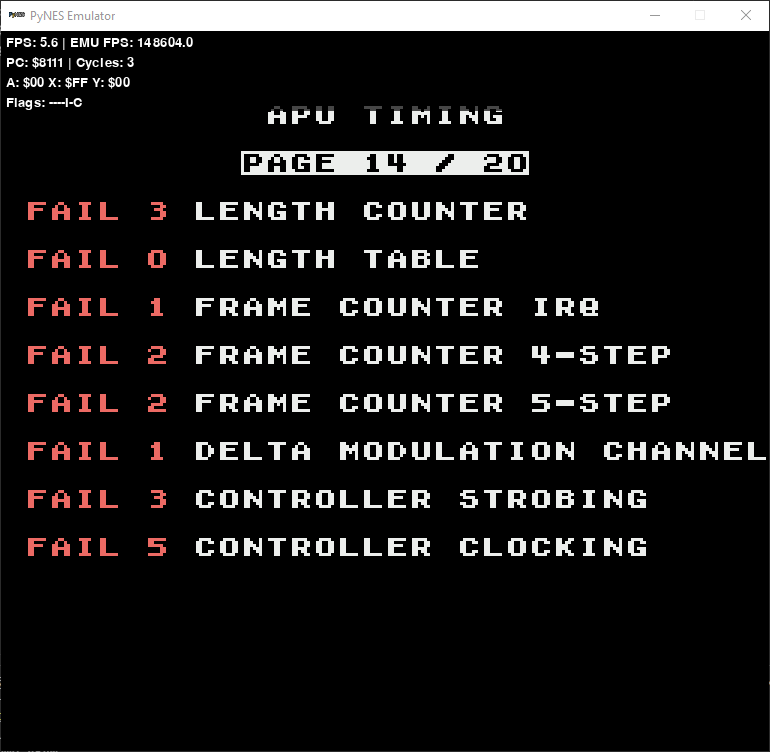 PyNES Emulator
FPS: 5.6 | EMU FPS: 148604.0
PC: $8111 | Cycles: 3
A: $00 X: $FF Y: $00
Flags: ----I-C
APU TIMING
PAGE 14 / 20
FAIL 3 LENGTH COUNTER
FAIL 0 LENGTH TABLE
FAIL 1 FRAME COUNTER IRQ
FAIL 2 FRAME COUNTER 4-STEP
FAIL 2 FRAME COUNTER 5-STEP
FAIL 1 DELTA MODULATION CHANNEL
FAIL 3 CONTROLLER STROBING
FAIL 5 CONTROLLER CLOCKING